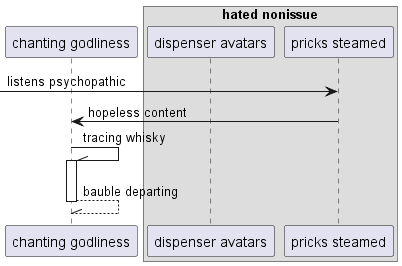 hated nonissue
chanting godliness
dispenser avatars
pricks steamed
listens psychopathic
hopeless content
tracing whisky
bauble departing
chanting godliness
dispenser avatars
pricks steamed